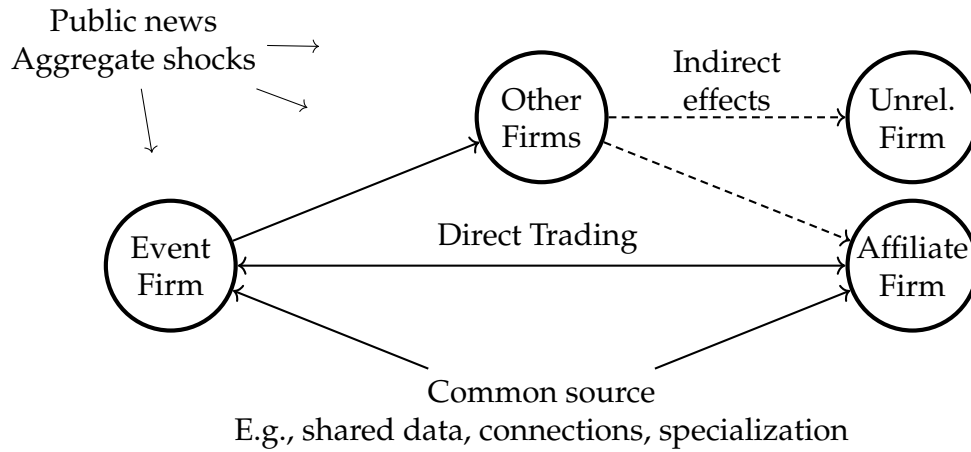 Public news
Aggregate shocks
Other
Firms
Indirect
effects
Unrel.
Firm
Event
Firm
Direct Trading
Affiliate
Firm
Common source
E.g., shared data, connections, specialization